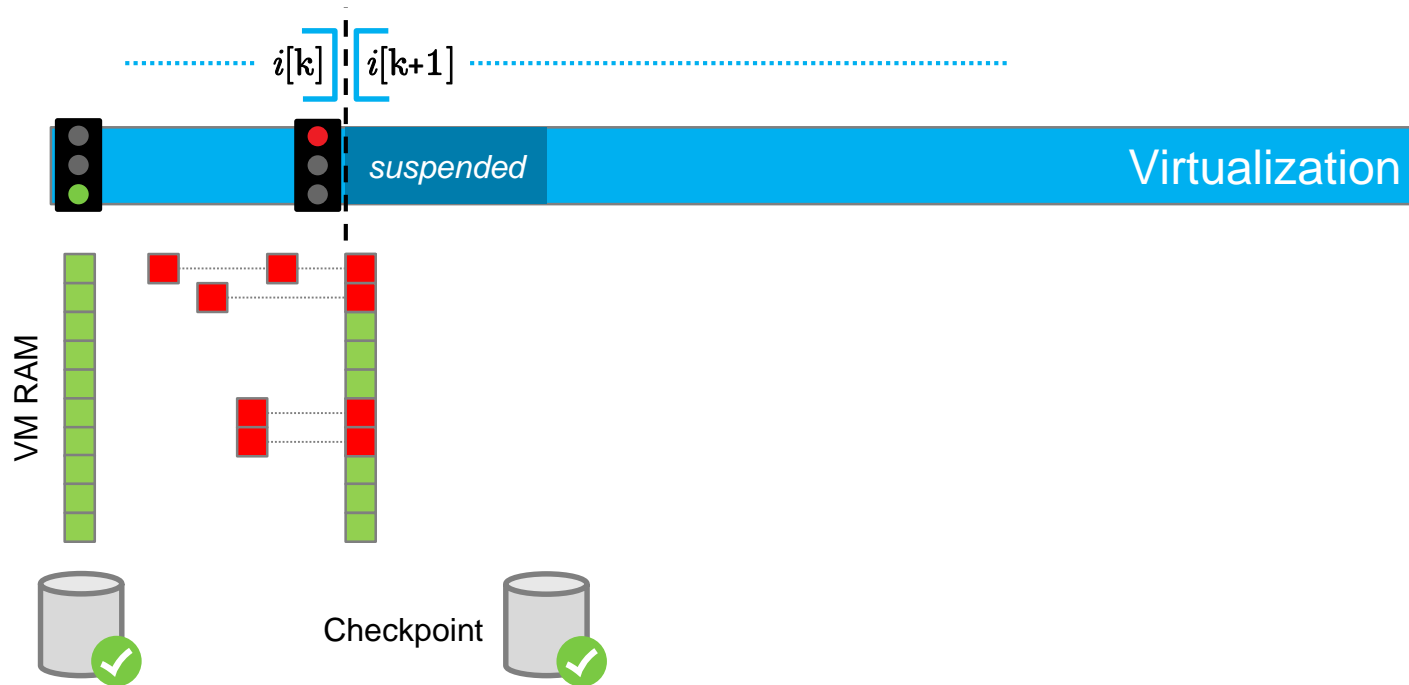 i[k] i[k+1]
suspended
Virtualization
VM RAM
Checkpoint